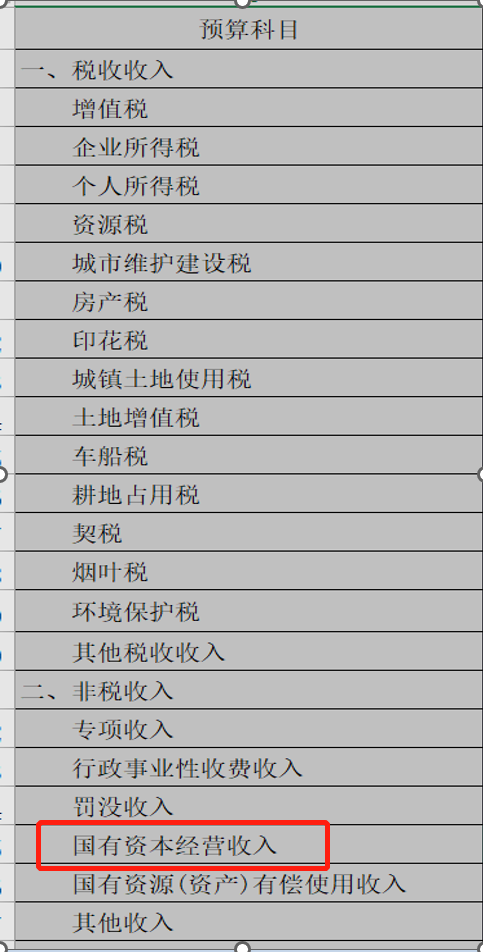 预算科目
一、税收收入
增值税
企业所得税
个人所得税
资源税
城市维护建设税
房产税
印花税
城镇土地使用税
土地增值税
车船税
耕地占用税
契税
烟叶税
环境保护税
其他税收收入
二、非税收入
专项收入
行政事业性收费收入
罚没收入
国有资本经营收入
国有资源(资产)有偿使用收入
其他收入